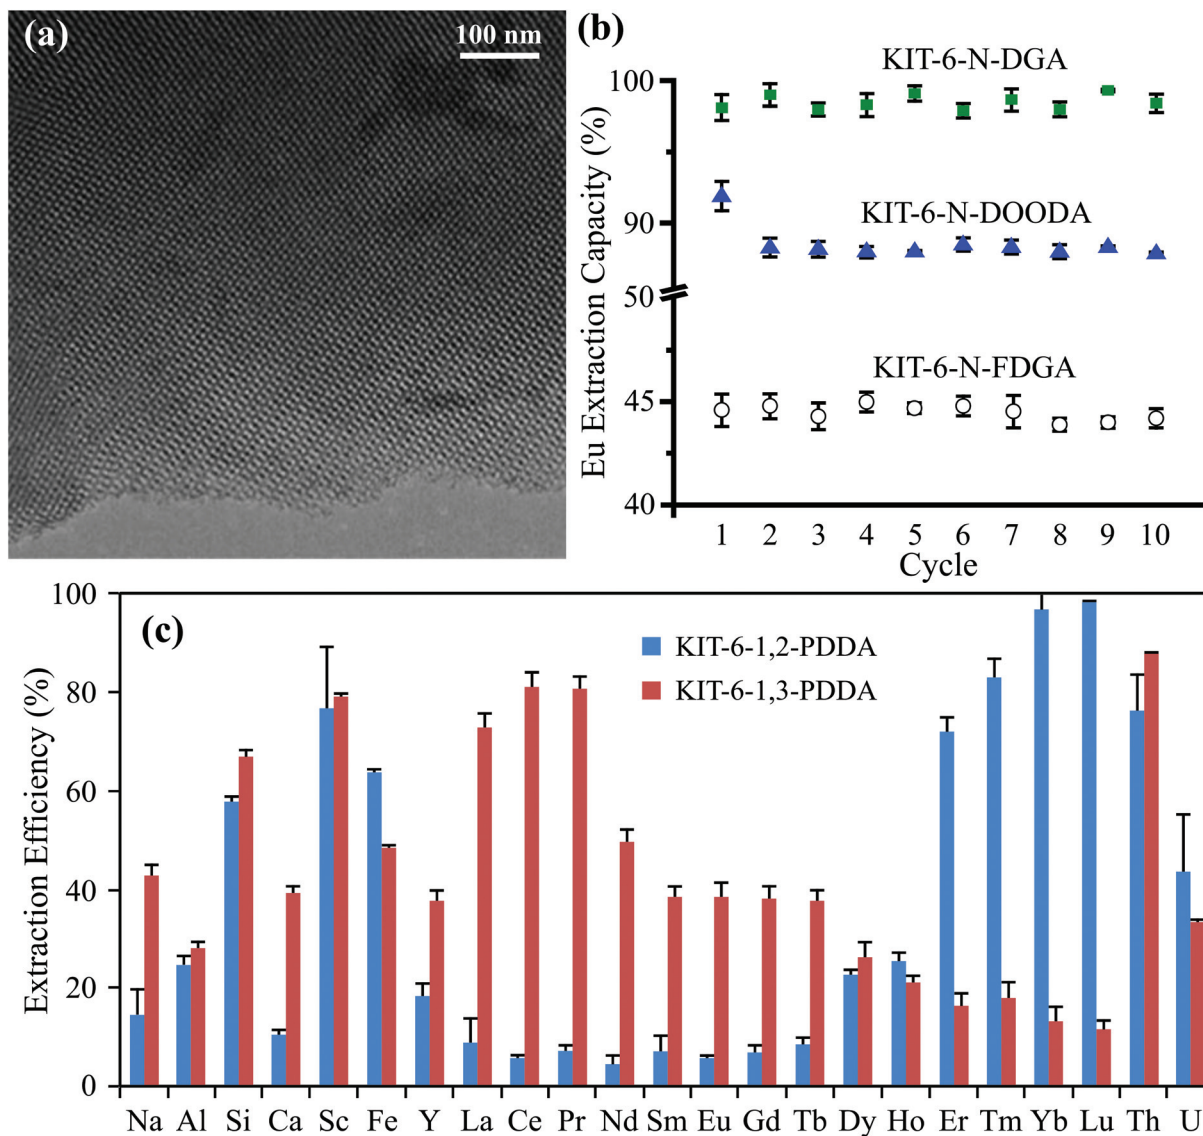 (a)
100 nm
(b)
Eu Extraction Capacity (%)
100
90
50
45
40
KIT-6-N-DGA
KIT-6-N-DOODA
KIT-6-N-FDGA
1 2 3 4 5 6 7 8 9 10
Cycle
(c)
Extraction Efficiency (%)
100
80
60
40
20
0
KIT-6-1,2-PDDA
KIT-6-1,3-PDDA
Na Al Si Ca Sc Fe Y La Ce Pr Nd Sm Eu Gd Tb Dy Ho Er Tm Yb Lu Th U